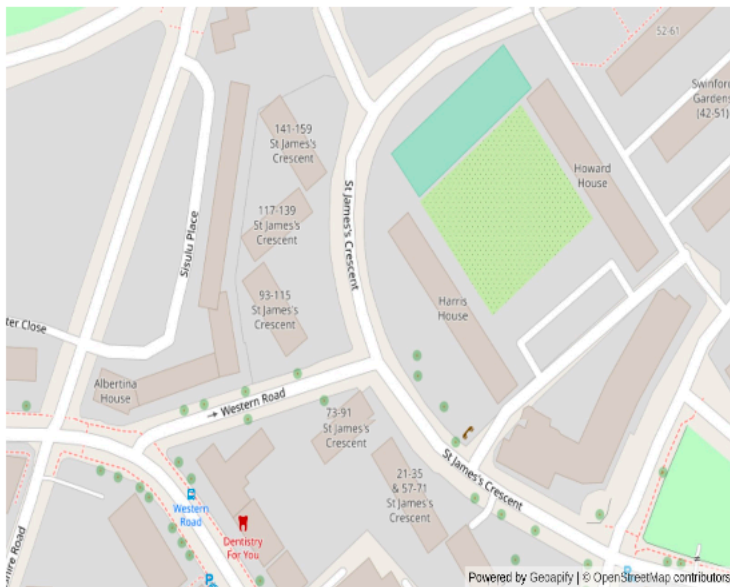 52-61
Swinford
Gardens
(42-51)
141-159
St James's
Crescent
Howard
House
St James's Crescent
117-139
St James's
Crescent
Sisulu Place
93-115
St James's
Crescent
Harris
House
ter Close
Albertina
House
→ Western Road
73-91
St James's
Crescent
21-35
& 57-71
St James's
Crescent
St James's Crescent
Western
Road
Dentistry
For You
shire Road
P
Powered by Geoapify | © OpenStreetMap contributors